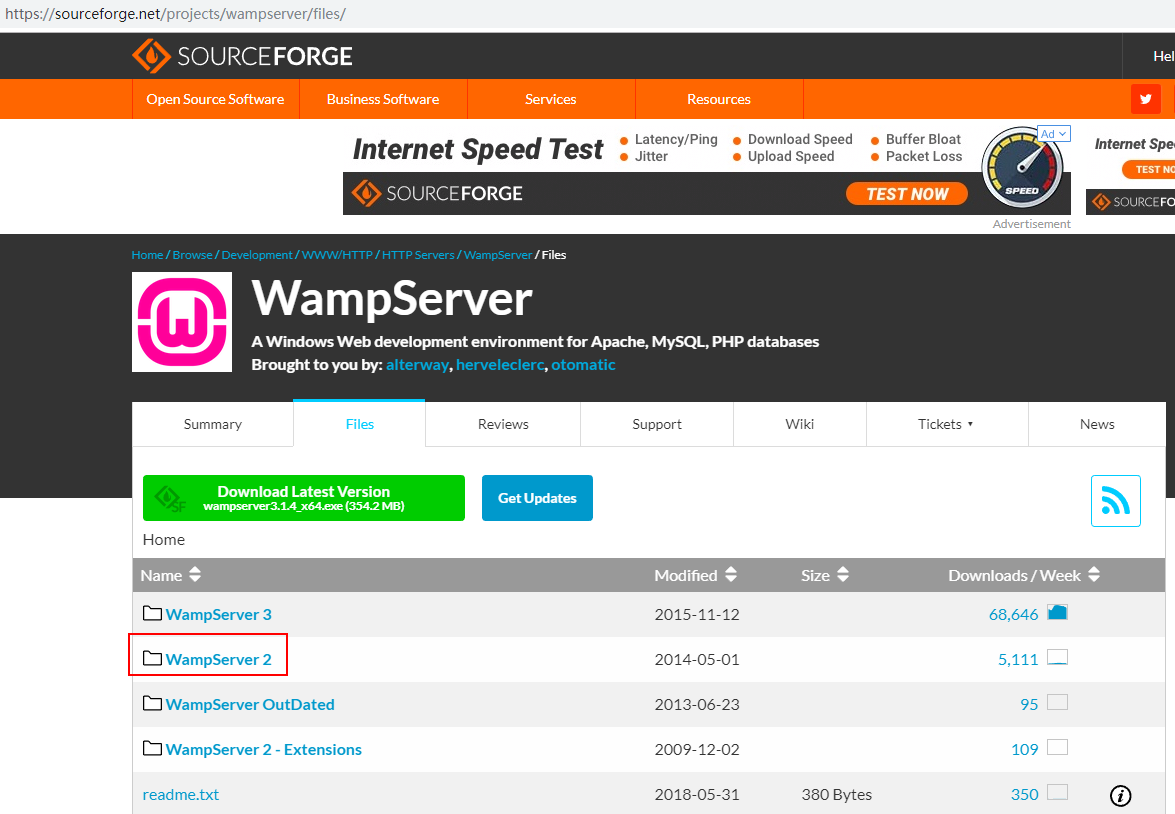 https://sourceforge.net/projects/wampserver/files/
SOURCEFORGE
Hel
Open Source Software Business Software Services Resources
Internet Speed Test
Latency/Ping Download Speed Buffer Bloat
Jitter Upload Speed Packet Loss
Ad
SPEED
SOURCEFORGE TEST NOW
Internet Spe
TEST NO
SOURCEFO
Advertisement
Home / Browse / Development / WWW/HTTP / HTTP Servers / WampServer / Files
W
WampServer
A Windows Web development environment for Apache, MySQL, PHP databases
Brought to you by: alterway, herveleclerc, otomatic
Summary Files Reviews Support Wiki Tickets ▾ News
SF
Download Latest Version
wampserver3.1.4_x64.exe (354.2 MB)
Get Updates
Home
Name Modified Size Downloads / Week
WampServer 3 2015-11-12 68,646
WampServer 2 2014-05-01 5,111
WampServer OutDated 2013-06-23 95
WampServer 2 - Extensions 2009-12-02 109
readme.txt 2018-05-31 380 Bytes 350 i